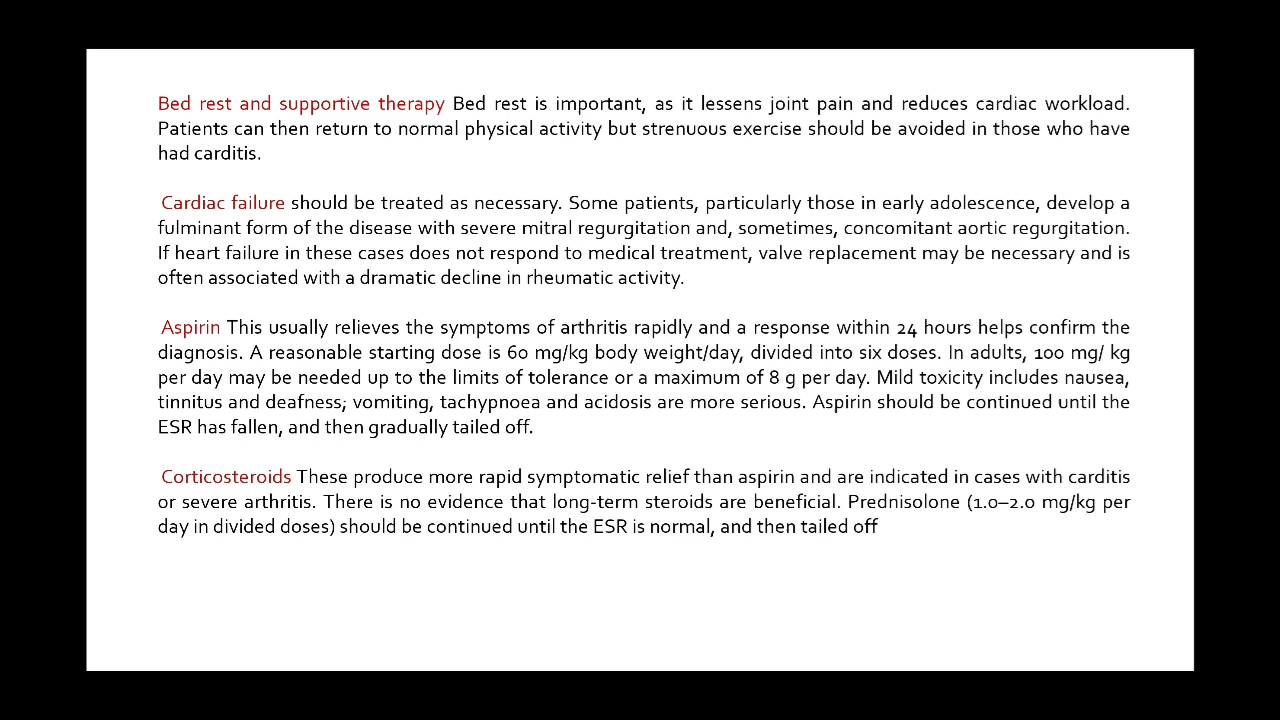 Bed rest and supportive therapy Bed rest is important, as it lessens joint pain and reduces cardiac workload.
Patients can then return to normal physical activity but strenuous exercise should be avoided in those who have
had carditis.
Cardiac failure should be treated as necessary. Some patients, particularly those in early adolescence, develop a
fulminant form of the disease with severe mitral regurgitation and, sometimes, concomitant aortic regurgitation.
If heart failure in these cases does not respond to medical treatment, valve replacement may be necessary and is
often associated with a dramatic decline in rheumatic activity.
Aspirin This usually relieves the symptoms of arthritis rapidly and a response within 24 hours helps confirm the
diagnosis. A reasonable starting dose is 60 mg/kg body weight/day, divided into six doses. In adults, 100 mg/ kg
per day may be needed up to the limits of tolerance or a maximum of 8 g per day. Mild toxicity includes nausea,
tinnitus and deafness; vomiting, tachypnoea and acidosis are more serious. Aspirin should be continued until the
ESR has fallen, and then gradually tailed off.
Corticosteroids These produce more rapid symptomatic relief than aspirin and are indicated in cases with carditis
or severe arthritis. There is no evidence that long-term steroids are beneficial. Prednisolone (1.0–2.0 mg/kg per
day in divided doses) should be continued until the ESR is normal, and then tailed off